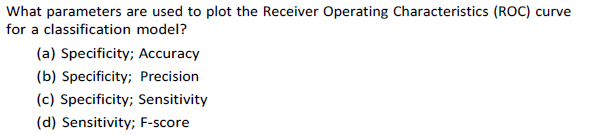 What parameters are used to plot the Receiver Operating Characteristics (ROC) curve
for a classification model?
(a) Specificity; Accuracy
(b) Specificity; Precision
(c) Specificity; Sensitivity
(d) Sensitivity; F-score